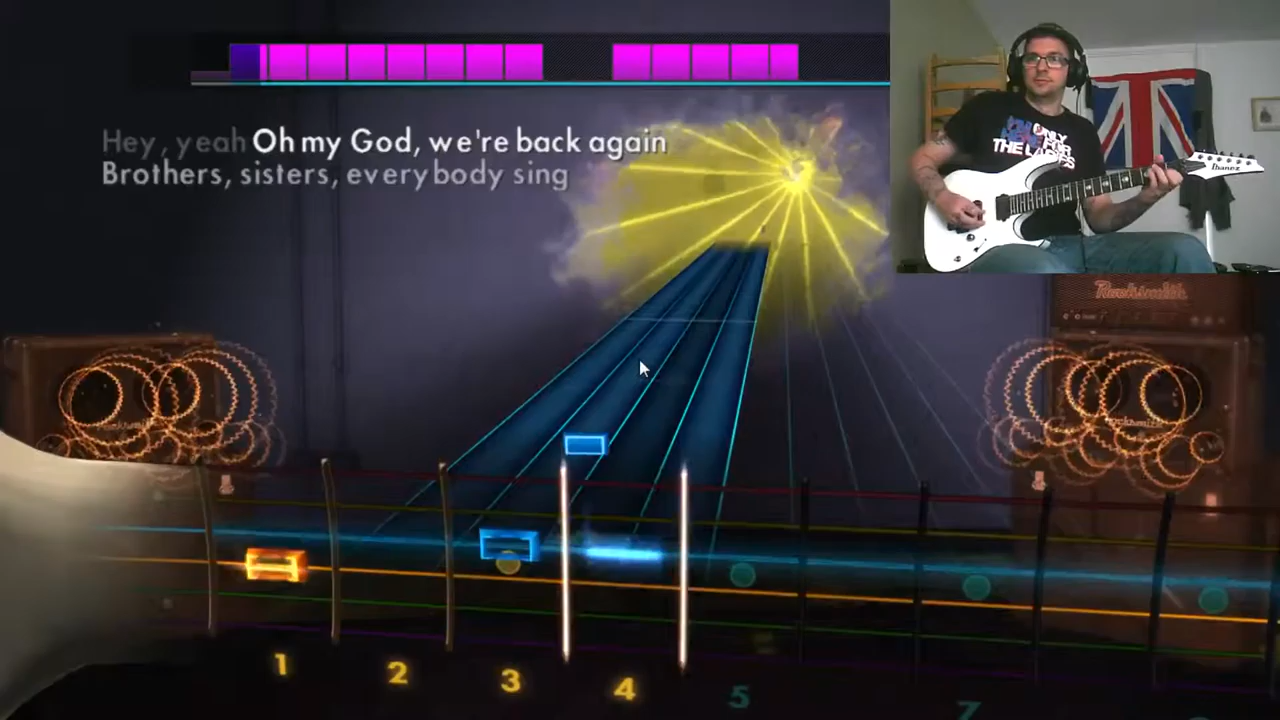 Hey, yeah Oh my God, we're back again
Brothers, sisters, everybody sing
ONLY
FOR
THE LADIES
Ibanez
Rocksmith
1 2 3 4 5 7